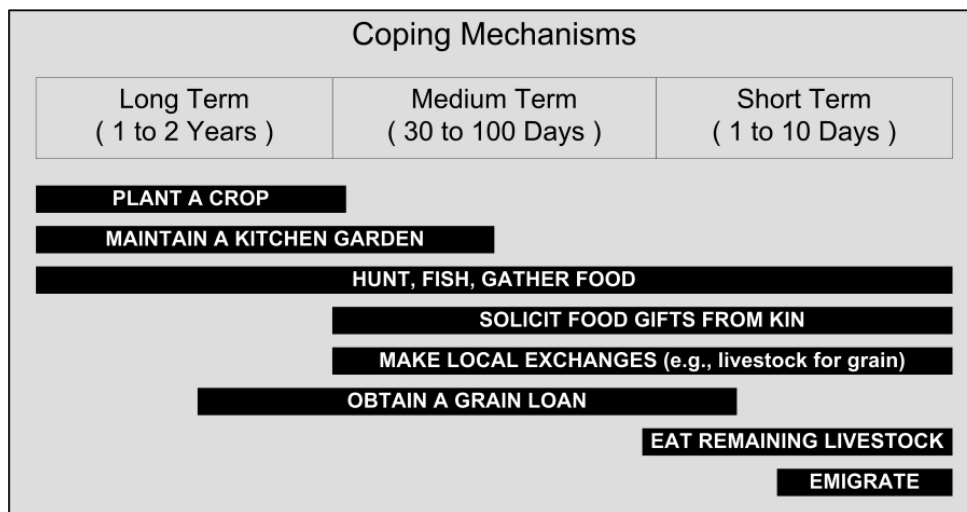 Coping Mechanisms
Long Term
( 1 to 2 Years )
Medium Term
( 30 to 100 Days )
Short Term
( 1 to 10 Days )
PLANT A CROP
MAINTAIN A KITCHEN GARDEN
HUNT, FISH, GATHER FOOD
SOLICIT FOOD GIFTS FROM KIN
MAKE LOCAL EXCHANGES (e.g., livestock for grain)
OBTAIN A GRAIN LOAN
EAT REMAINING LIVESTOCK
EMIGRATE